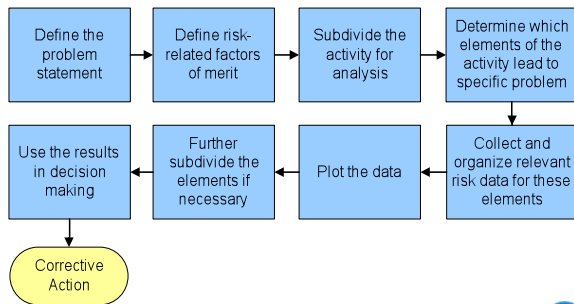 Define the
problem
statement
Define risk-
related factors
of merit
Subdivide the
activity for
analysis
Determine which
elements of the
activity lead to
specific problem
Use the results
in decision
making
Further
subdivide the
elements if
necessary
Plot the data
Collect and
organize relevant
risk data for these
elements
Corrective
Action